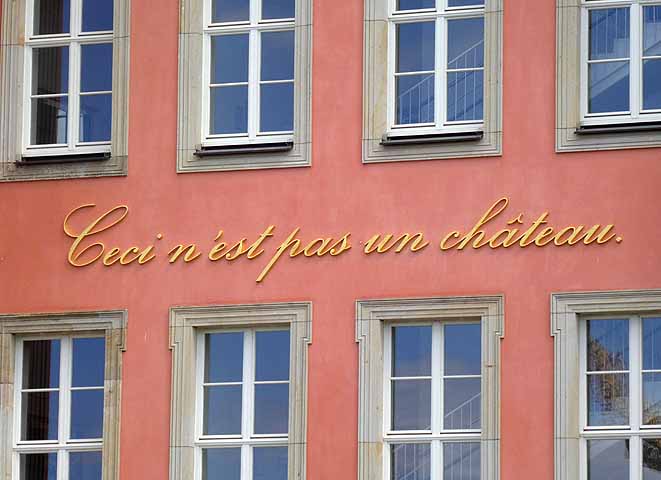 Ceci n'est pas un château.